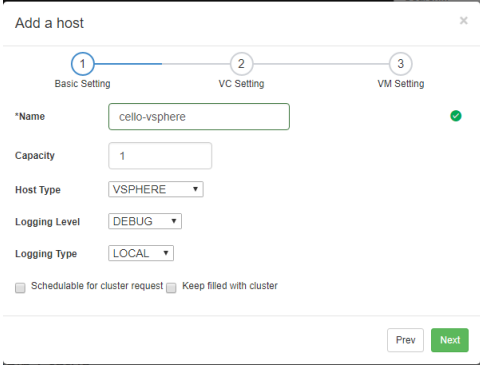 Add a host ×
1 2 3
Basic Setting VC Setting VM Setting
*Name cello-vsphere
Capacity 1
Host Type VSPHERE
Logging Level DEBUG
Logging Type LOCAL
Schedulable for cluster request Keep filled with cluster
Prev Next